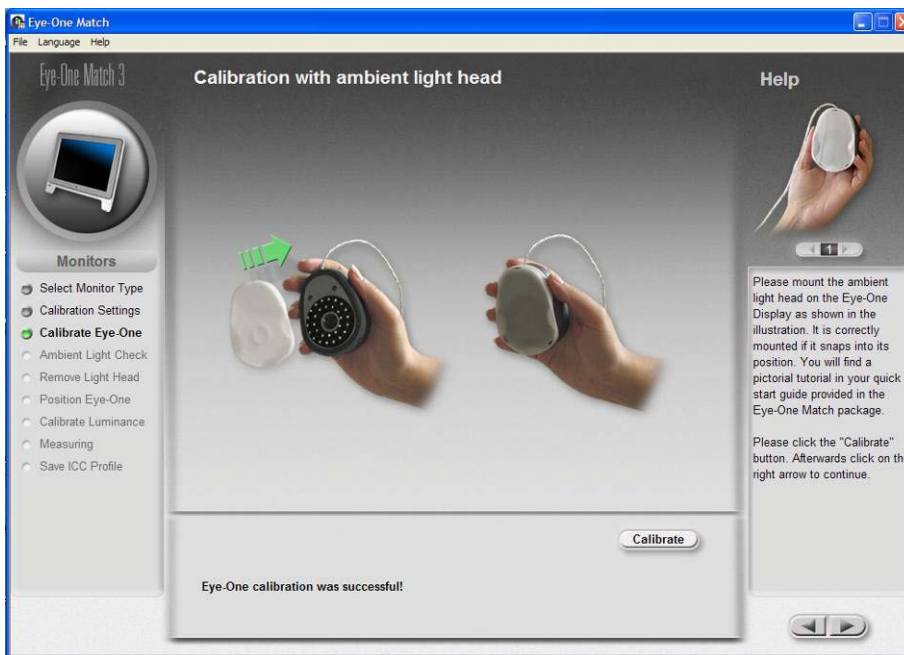 Eye-One Match
File Language Help
Eye-One Match 3
Calibration with ambient light head
Help
Monitors
Select Monitor Type
Calibration Settings
Calibrate Eye-One
Ambient Light Check
Remove Light Head
Position Eye-One
Calibrate Luminance
Measuring
Save ICC Profile
1
Please mount the ambient
light head on the Eye-One
Display as shown in the
illustration. It is correctly
mounted if it snaps into its
position. You will find a
pictorial tutorial in your quick
start guide provided in the
Eye-One Match package.
Please click the "Calibrate"
button. Afterwards click on th
right arrow to continue.
Calibrate
Eye-One calibration was successful!